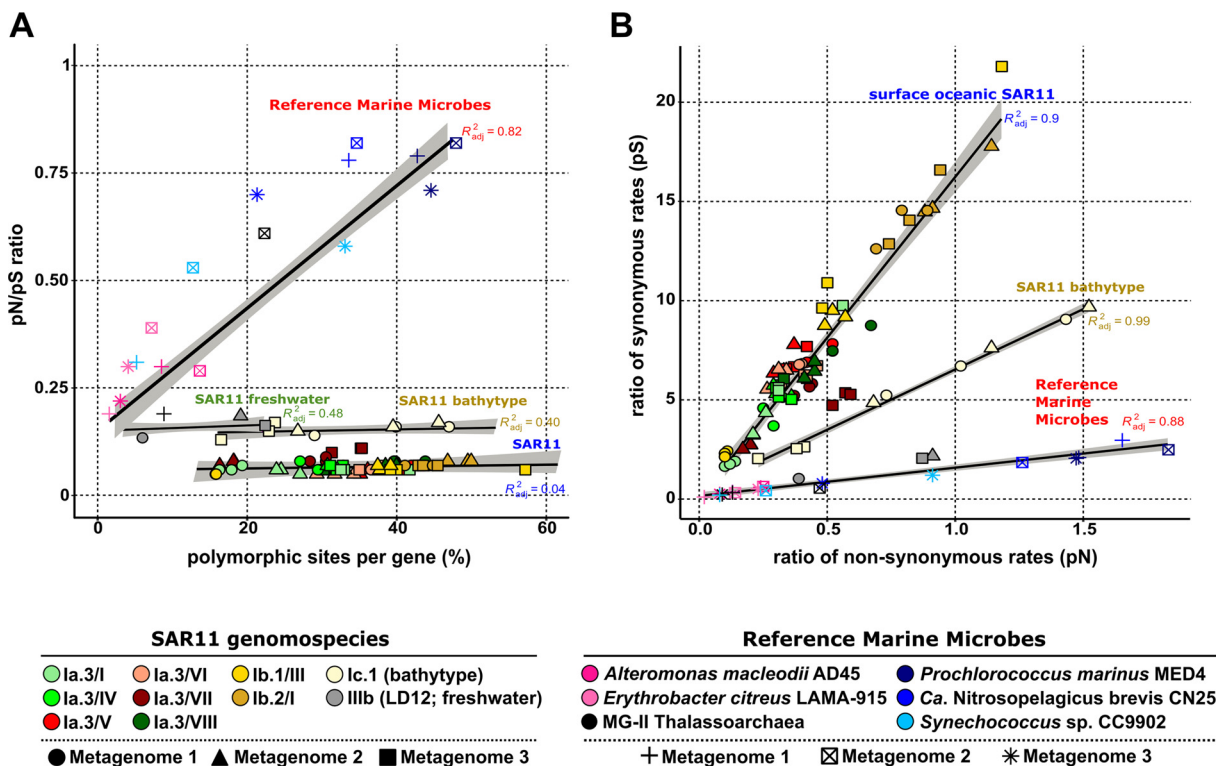 A
1
0.75
0.50
0.25
0
pN/pS ratio
Reference Marine Microbes
R²adj = 0.82
SAR11 freshwater
R²adj = 0.48
SAR11 bathytype
R²adj = 0.40
SAR11
R²adj = 0.04
0 20 40 60
polymorphic sites per gene (%)
B
20
15
10
5
0
ratio of synonymous rates (pS)
surface oceanic SAR11
R²adj = 0.9
SAR11 bathytype
R²adj = 0.99
Reference
Marine
Microbes
R²adj = 0.88
0.0 0.5 1.0 1.5
ratio of non-synonymous rates (pN)
SAR11 genomospecies
Ia.3/I Ia.3/VI Ib.1/III Ic.1 (bathytype)
Ia.3/IV Ia.3/VII Ib.2/I IIIb (LD12; freshwater)
Ia.3/V Ia.3/VIII
Metagenome 1 Metagenome 2 Metagenome 3
Reference Marine Microbes
Alteromonas macleodii AD45 Prochlorococcus marinus MED4
Erythrobacter citreus LAMA-915 Ca. Nitrosopelagicus brevis CN25
MG-II Thalassoarchaea Synechococcus sp. CC9902
Metagenome 1 Metagenome 2 Metagenome 3